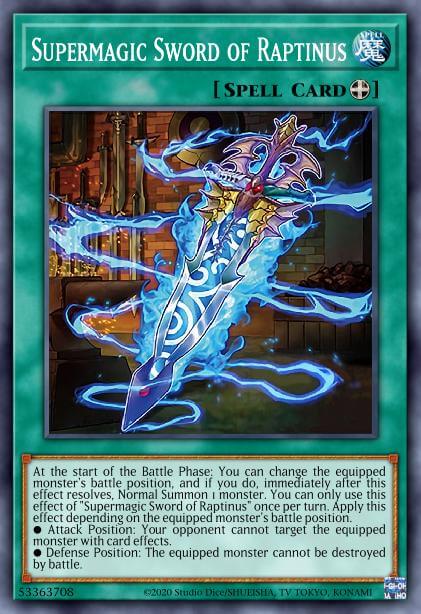 Supermagic Sword of Raptinus
SPELL
魔
[Spell Card]
At the start of the Battle Phase: You can change the equipped
monster's battle position, and if you do, immediately after this
effect resolves, Normal Summon 1 monster. You can only use this
effect of "Supermagic Sword of Raptinus" once per turn. Apply this
effect depending on the equipped monster's battle position.
● Attack Position: Your opponent cannot target the equipped
monster with card effects.
● Defense Position: The equipped monster cannot be destroyed
by battle.
53363708
©2020 Studio Dice/SHUEISHA, TV TOKYO, KONAMI